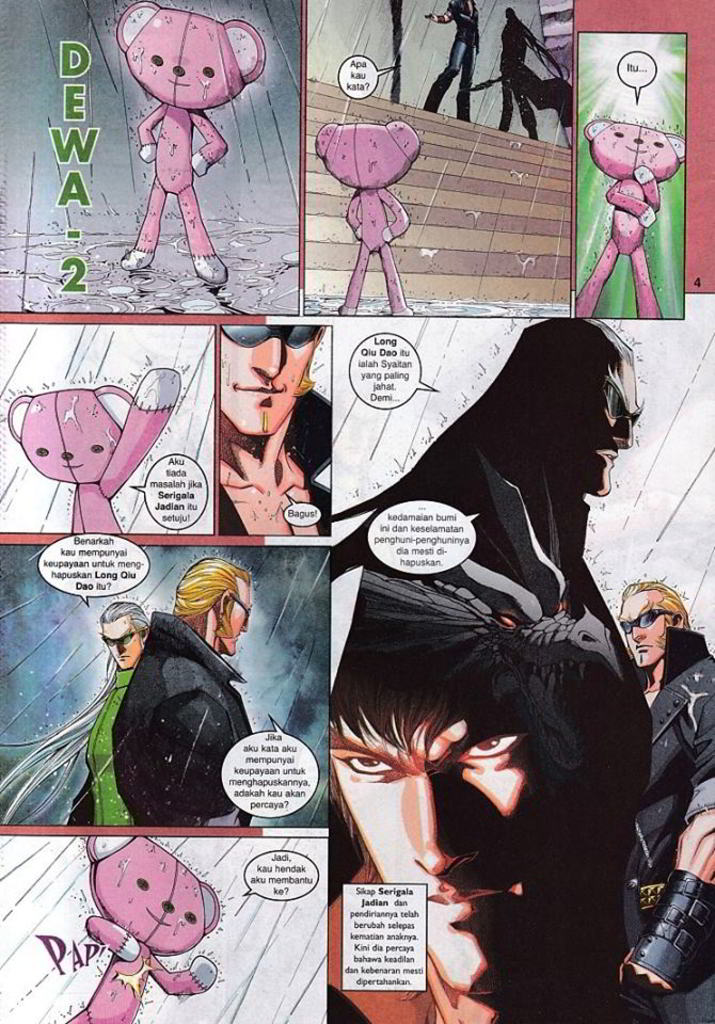 DEWA-2
Apa
kau
kata?
Itu...
4
Aku
tiada
masalah jika
Serigala
Jadian itu
setuju!
Bagus!
Long
Qiu Dao itu
ialah Syaitan
yang paling
jahat.
Demi...
...
kedamaian bumi
ini dan keselamatan
penghuni-penghuninya
dia mesti di-
hapuskan.
Benarkah
kau mempunyai
keupayaan untuk meng-
hapuskan Long Qiu
Dao itu?
Jika
aku kata aku
mempunyai
keupayaan untuk
menghapuskannya,
adakah kau akan
percaya?
Jadi,
kau hendak
aku membantu
ke?
PAP!
Sikap Serigala
Jadian dan
pendiriannya telah
berubah selepas
kematian anaknya.
Kini dia percaya
bahawa keadilan
dan kebenaran mesti
dipertahankan.